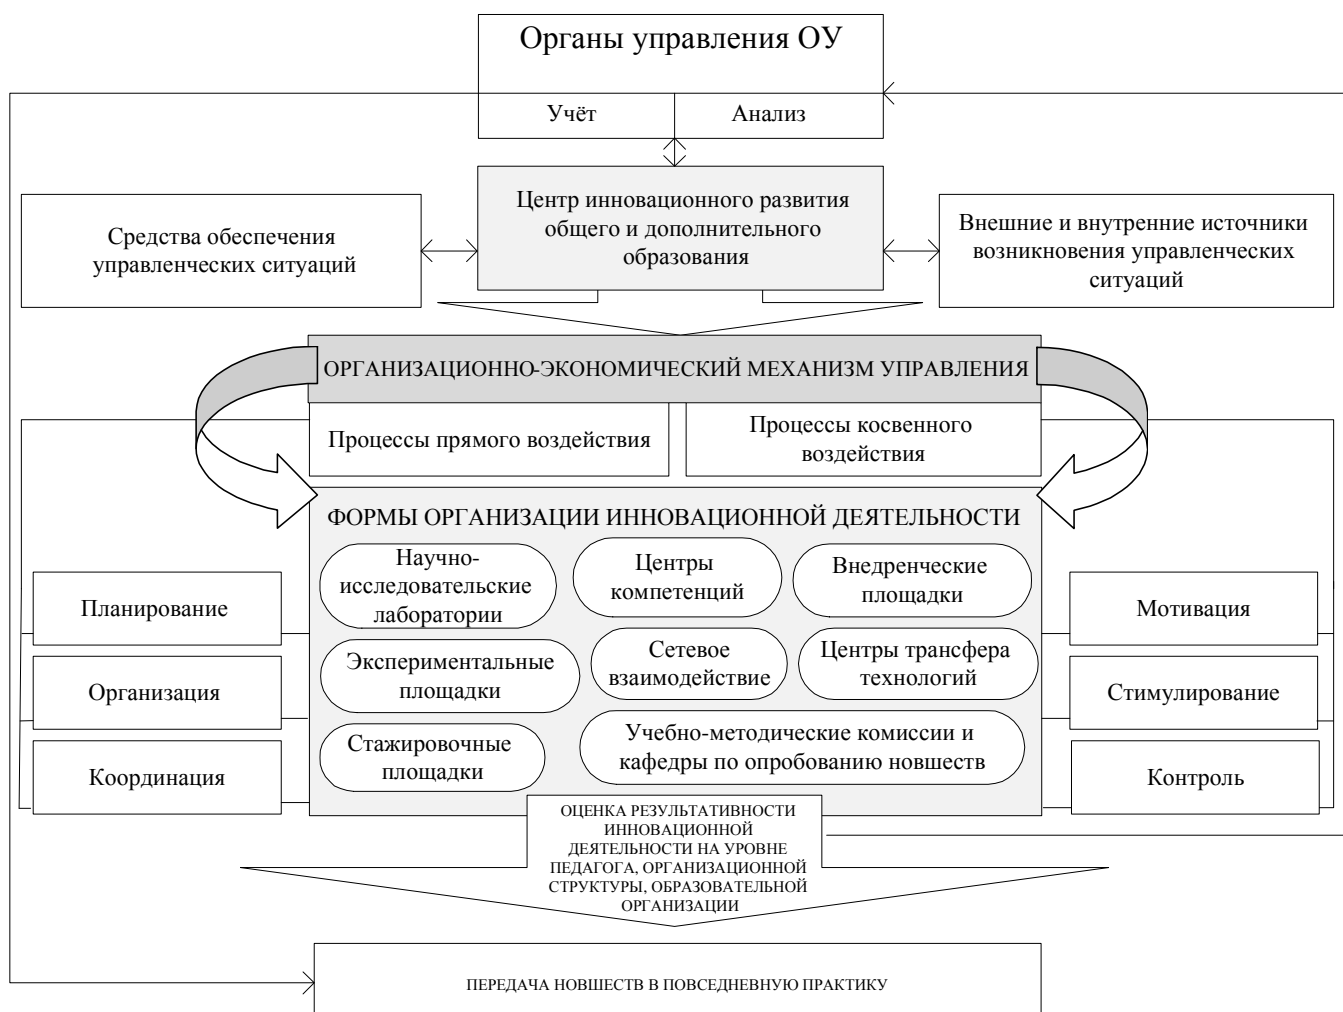 Органы управления ОУ
Учёт
Анализ
Центр инновационного развития
общего и дополнительного
образования
Средства обеспечения
управленческих ситуаций
Внешние и внутренние источники
возникновения управленческих
ситуаций
ОРГАНИЗАЦИОННО-ЭКОНОМИЧЕСКИЙ МЕХАНИЗМ УПРАВЛЕНИЯ
Процессы прямого воздействия
Процессы косвенного
воздействия
ФОРМЫ ОРГАНИЗАЦИИ ИННОВАЦИОННОЙ ДЕЯТЕЛЬНОСТИ
Научно-
исследовательские
лаборатории
Центры
компетенций
Внедренческие
площадки
Экспериментальные
площадки
Сетевое
взаимодействие
Центры трансфера
технологий
Стажировочные
площадки
Учебно-методические комиссии и
кафедры по опробованию новшеств
Планирование
Организация
Координация
Мотивация
Стимулирование
Контроль
ОЦЕНКА РЕЗУЛЬТАТИВНОСТИ
ИННОВАЦИОННОЙ
ДЕЯТЕЛЬНОСТИ НА УРОВНЕ
ПЕДАГОГА, ОРГАНИЗАЦИОННОЙ
СТРУКТУРЫ, ОБРАЗОВАТЕЛЬНОЙ
ОРГАНИЗАЦИИ
ПЕРЕДАЧА НОВШЕСТВ В ПОВСЕДНЕВНУЮ ПРАКТИКУ